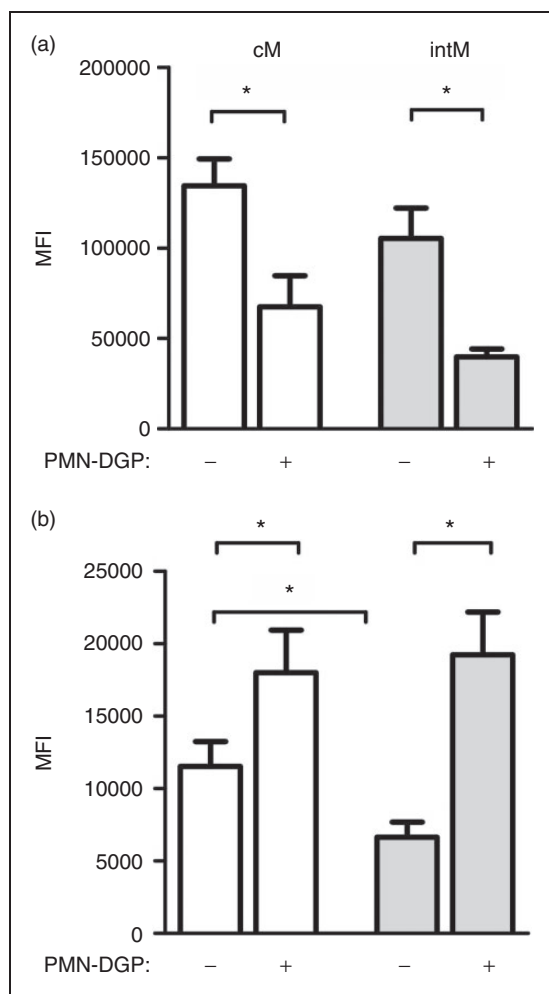 (a)
cM intM
* *
200000
150000
100000
50000
0
MFI
PMN-DGP: – + – +
(b)
* *
*
25000
20000
15000
10000
5000
0
MFI
PMN-DGP: – + – +